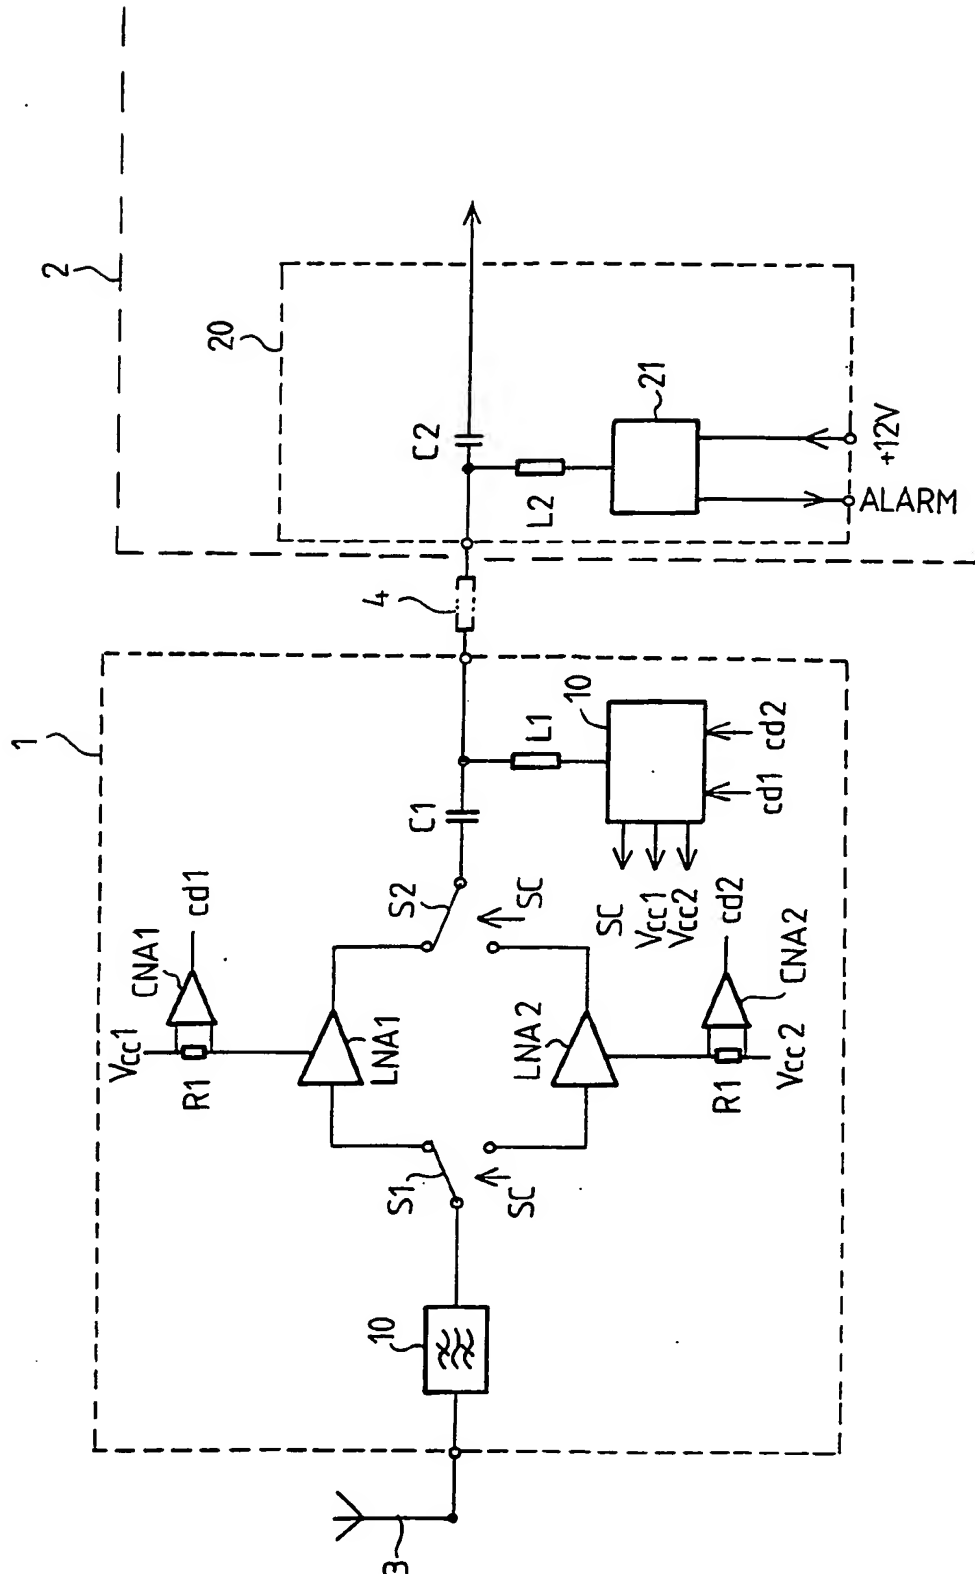 2
20
C2
L2
21
+12V
ALARM
4
1
C1
L1
10
SC
Vcc1
Vcc2
cd1
cd2
Vcc1
CNA1
cd1
R1
LNA1
S2
SC
S1
SC
LNA2
R1
Vcc2
CNA2
cd2
10
3